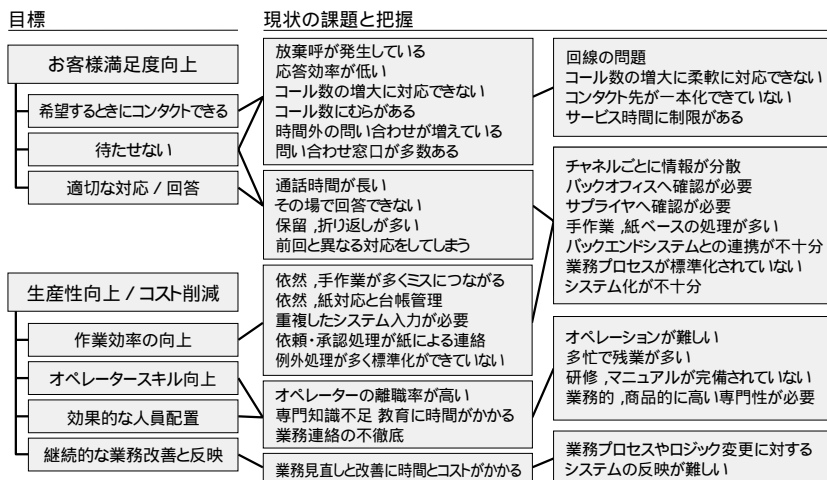 目標
お客様満足度向上
希望するときにコンタクトできる
待たせない
適切な対応 / 回答
生産性向上 / コスト削減
作業効率の向上
オペレータースキル向上
効果的な人員配置
継続的な業務改善と反映
現状の課題と把握
放棄呼が発生している
応答効率が低い
コール数の増大に対応できない
コール数にむらがある
時間外の問い合わせが増えている
問い合わせ窓口が多数ある
通話時間が長い
その場で回答できない
保留 ,折り返しが多い
前回と異なる対応をしてしまう
依然 ,手作業が多くミスにつながる
依然 ,紙対応と台帳管理
重複したシステム入力が必要
依頼・承認処理が紙による連絡
例外処理が多く標準化ができていない
オペレーターの離職率が高い
専門知識不足 教育に時間がかかる
業務連絡の不徹底
業務見直しと改善に時間とコストがかかる
回線の問題
コール数の増大に柔軟に対応できない
コンタクト先が一本化できていない
サービス時間に制限がある
チャネルごとに情報が分散
バックオフィスへ確認が必要
サプライヤへ確認が必要
手作業 ,紙ベースの処理が多い
バックエンドシステムとの連携が不十分
業務プロセスが標準化されていない
システム化が不十分
オペレーションが難しい
多忙で残業が多い
研修 ,マニュアルが完備されていない
業務的 ,商品的に高い専門性が必要
業務プロセスやロジック変更に対する
システムの反映が難しい